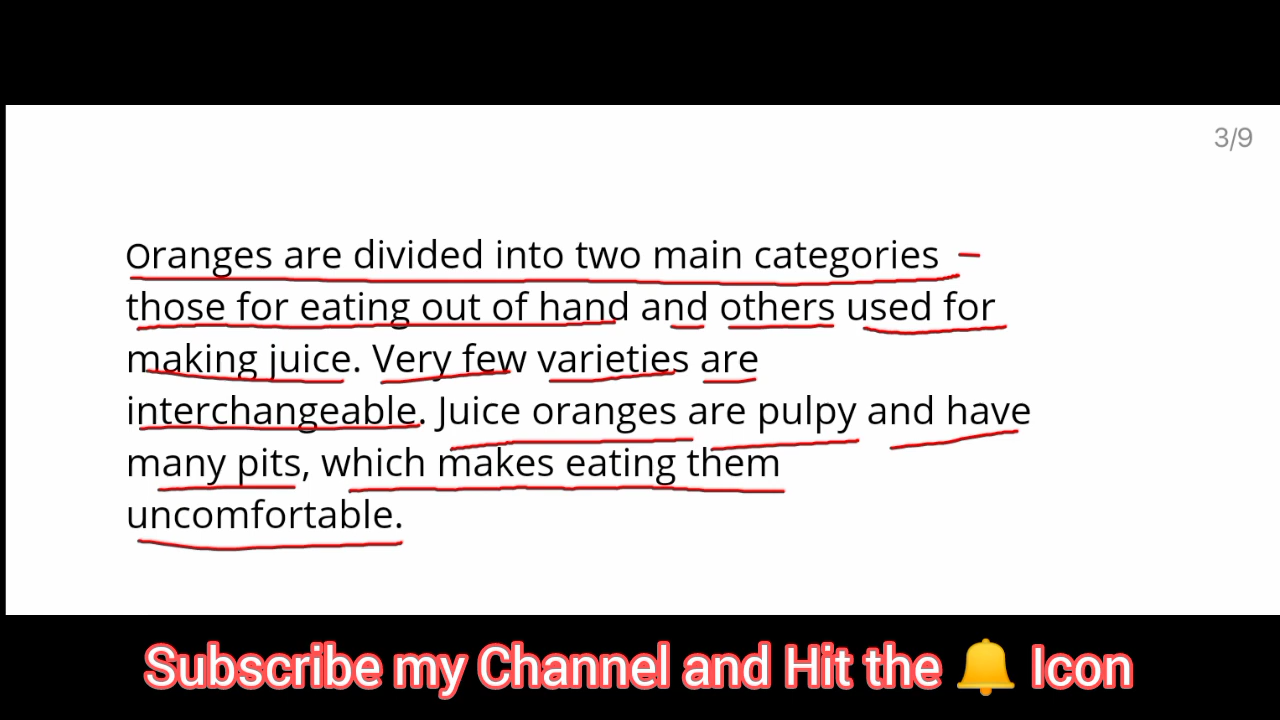 3/9
Oranges are divided into two main categories –
those for eating out of hand and others used for
making juice. Very few varieties are
interchangeable. Juice oranges are pulpy and have
many pits, which makes eating them
uncomfortable.
Subscribe my Channel and Hit the 🔔 Icon